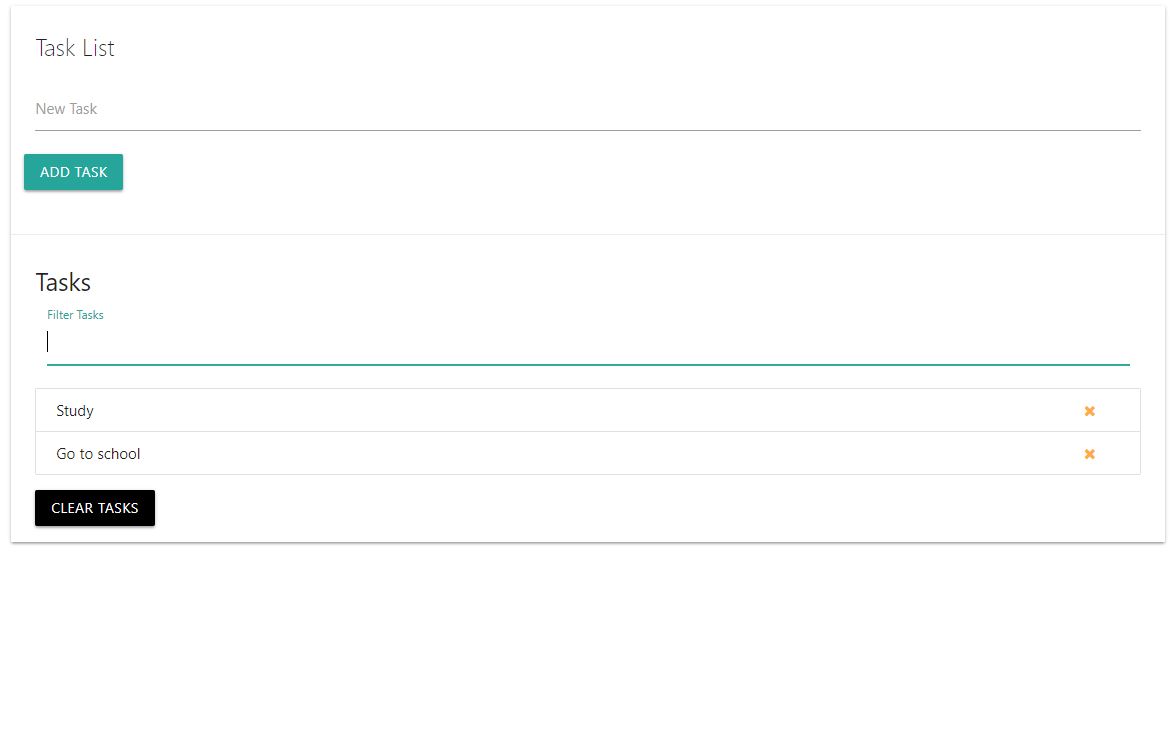 Task List
New Task
ADD TASK
Tasks
Filter Tasks
Study
Go to school
CLEAR TASKS